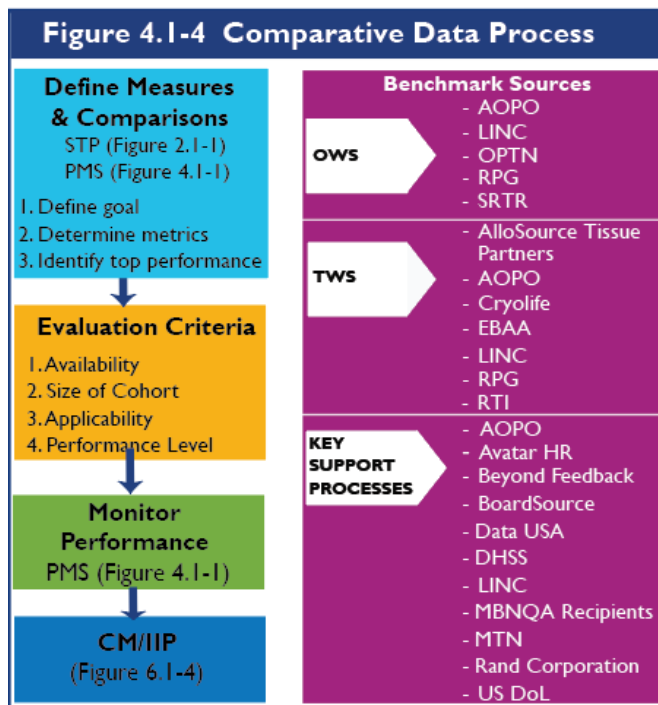 Figure 4.1-4 Comparative Data Process
Define Measures
& Comparisons
STP (Figure 2.1-1)
PMS (Figure 4.1-1)
1. Define goal
2. Determine metrics
3. Identify top performance
Evaluation Criteria
1. Availability
2. Size of Cohort
3. Applicability
4. Performance Level
Monitor
Performance
PMS (Figure 4.1-1)
CM/IIP
(Figure 6.1-4)
Benchmark Sources
OWS
- AOPO
- LINC
- OPTN
- RPG
- SRTR
TWS
- AlloSource Tissue
Partners
- AOPO
- Cryolife
- EBAA
- LINC
- RPG
- RTI
KEY
SUPPORT
PROCESSES
- AOPO
- Avatar HR
- Beyond Feedback
- BoardSource
- Data USA
- DHSS
- LINC
- MBNQA Recipients
- MTN
- Rand Corporation
- US DoL